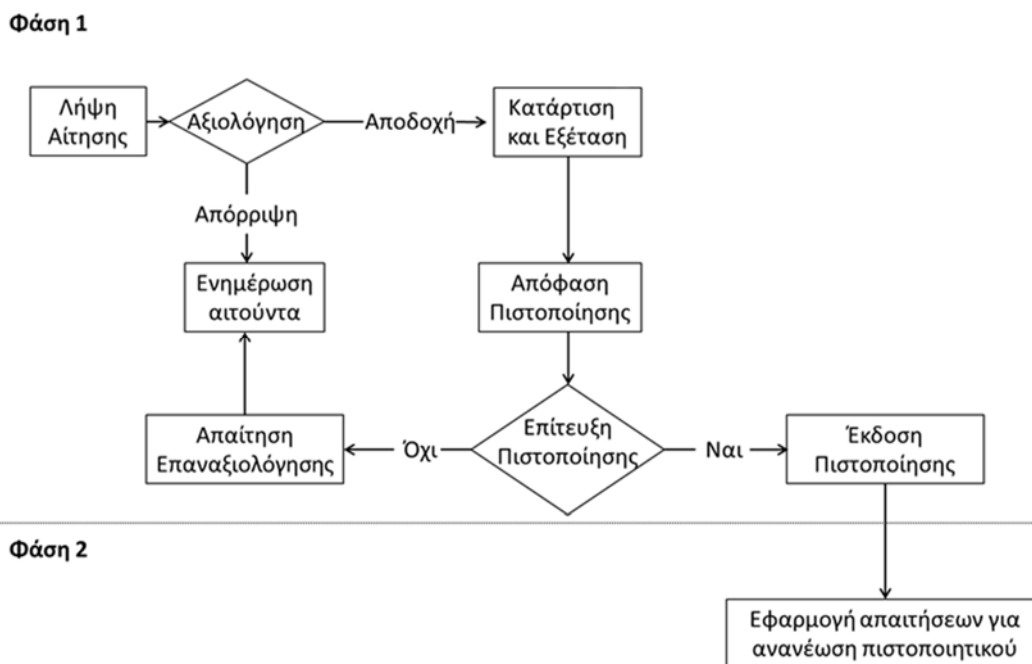 Φάση 1
Λήψη
Αίτησης
Αξιολόγηση
Αποδοχή
Κατάρτιση
και Εξέταση
Απόρριψη
Ενημέρωση
αιτούντα
Απόφαση
Πιστοποίησης
Απαίτηση
Επαναξιολόγησης
Όχι
Επίτευξη
Πιστοποίησης
Ναι
Έκδοση
Πιστοποίησης
Φάση 2
Εφαρμογή απαιτήσεων για
ανανέωση πιστοποιητικού